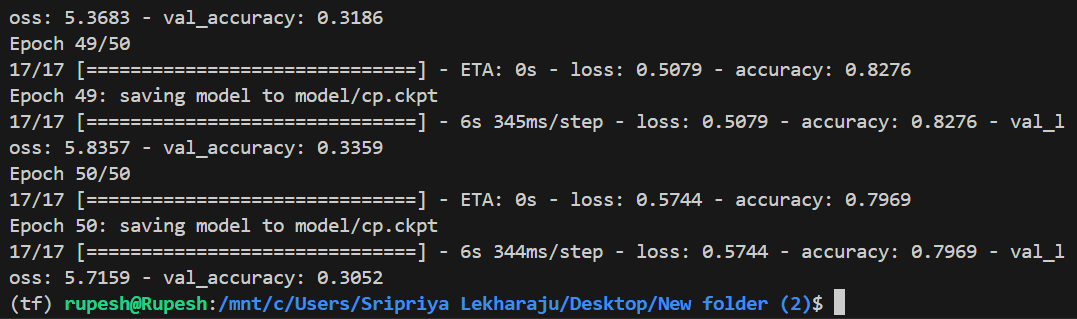 oss: 5.3683 - val_accuracy: 0.3186
Epoch 49/50
17/17 [==============================] - ETA: 0s - loss: 0.5079 - accuracy: 0.8276
Epoch 49: saving model to model/cp.ckpt
17/17 [==============================] - 6s 345ms/step - loss: 0.5079 - accuracy: 0.8276 - val_l
oss: 5.8357 - val_accuracy: 0.3359
Epoch 50/50
17/17 [==============================] - ETA: 0s - loss: 0.5744 - accuracy: 0.7969
Epoch 50: saving model to model/cp.ckpt
17/17 [==============================] - 6s 344ms/step - loss: 0.5744 - accuracy: 0.7969 - val_l
oss: 5.7159 - val_accuracy: 0.3052
(tf) rupesh@Rupesh:/mnt/c/Users/Sripriya Lekharaju/Desktop/New folder (2)$